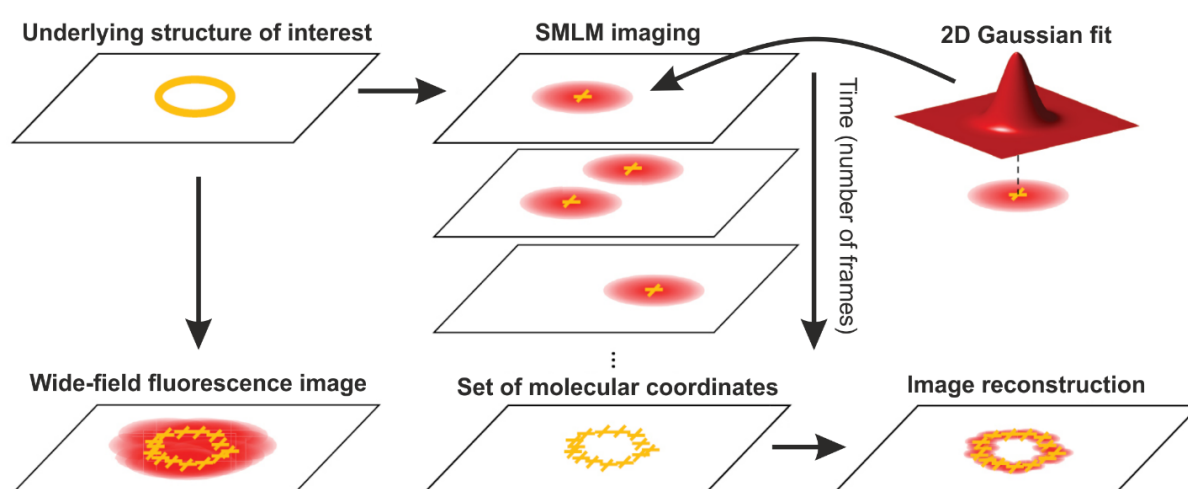 Underlying structure of interest
SMLM imaging
2D Gaussian fit
Time (number of frames)
...
Wide-field fluorescence image
Set of molecular coordinates
Image reconstruction